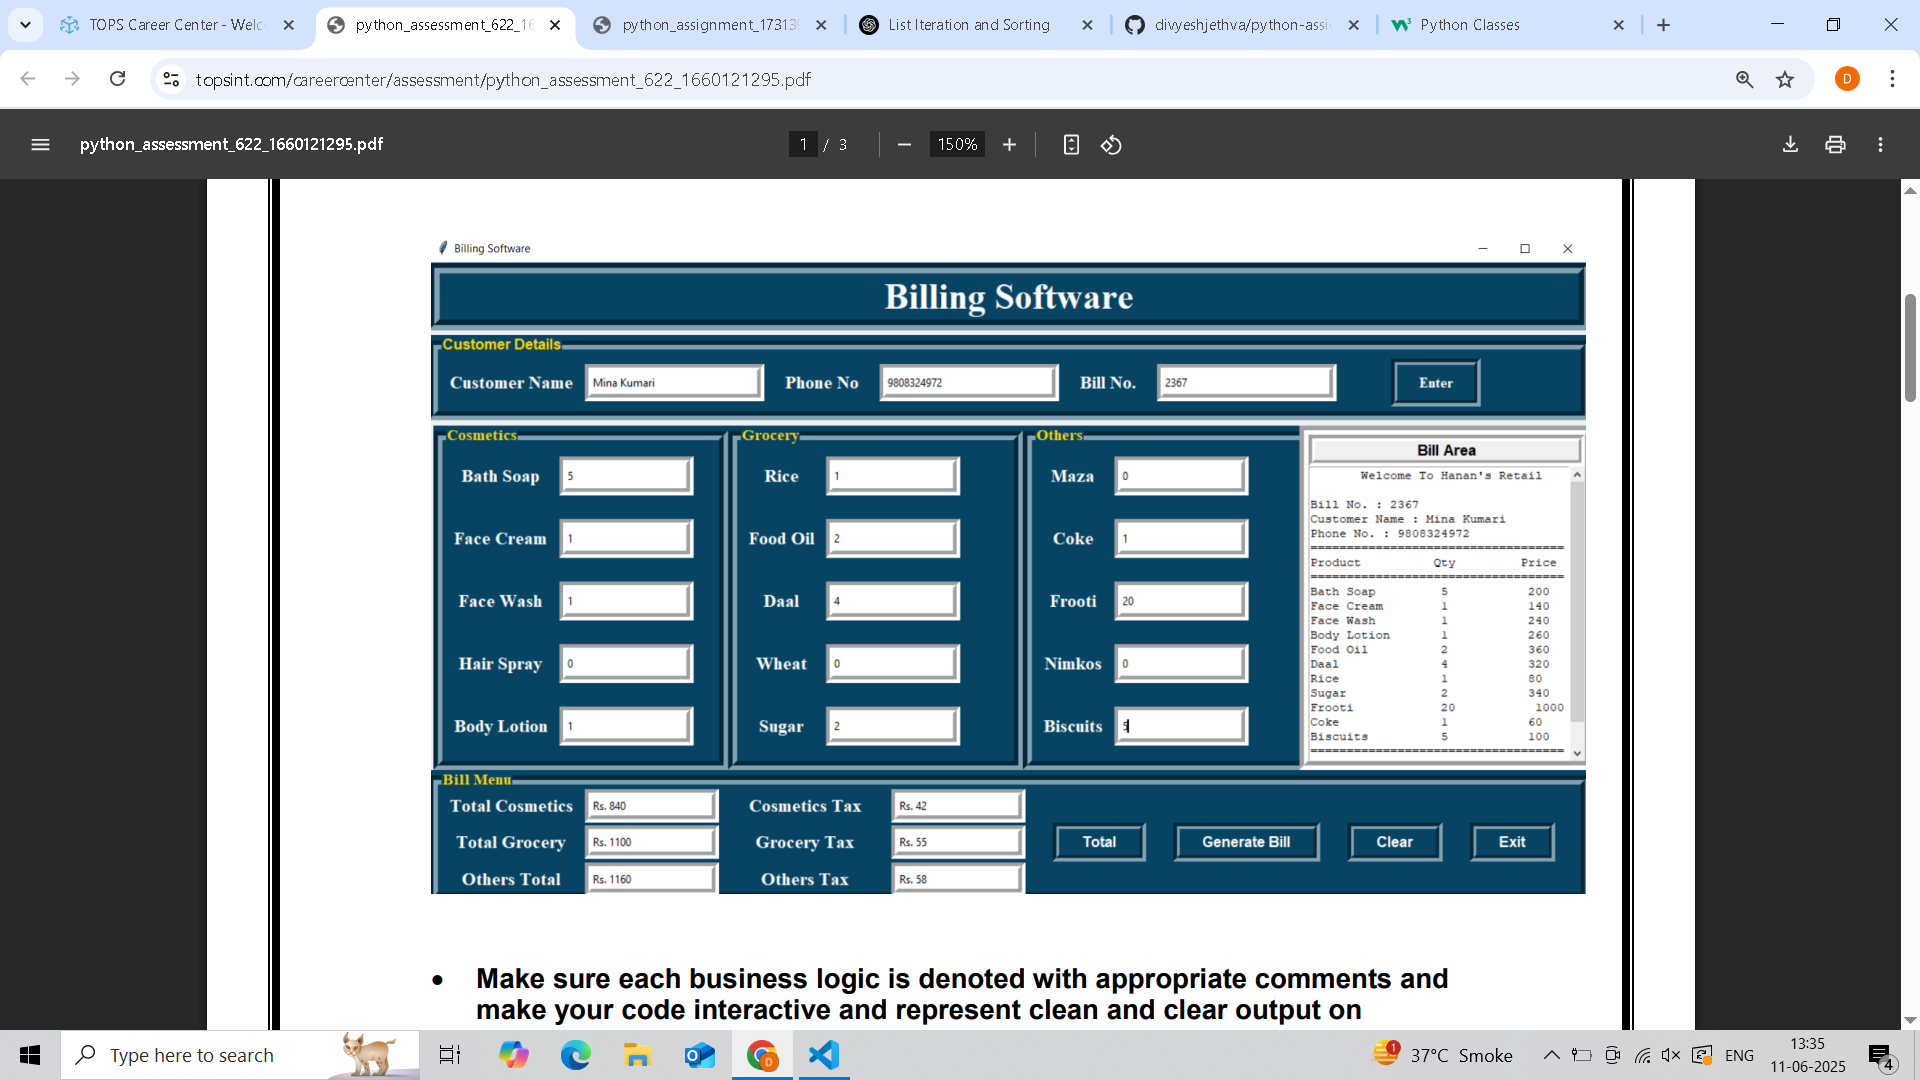 TOPS Career Center - Welc
python_assessment_622_16
python_assignment_17313
List Iteration and Sorting
divyeshjethva/python-assi
Python Classes
topsint.com/careercenter/assessment/python_assessment_622_1660121295.pdf
D
python_assessment_622_1660121295.pdf
1 / 3
150%
Billing Software
Billing Software
Customer Details
Customer Name Mina Kumari Phone No 9808324972 Bill No. 2367 Enter
Cosmetics Grocery Others
Bath Soap 5 Rice 1 Maza 0
Face Cream 1 Food Oil 2 Coke 1
Face Wash 1 Daal 4 Frooti 20
Hair Spray 0 Wheat 0 Nimkos 0
Body Lotion 1 Sugar 2 Biscuits 5
Bill Area
Welcome To Hanan's Retail
Bill No. : 2367
Customer Name : Mina Kumari
Phone No. : 9808324972
===================================
Product Qty Price
===================================
Bath Soap 5 200
Face Cream 1 140
Face Wash 1 240
Body Lotion 1 260
Food Oil 2 360
Daal 4 320
Rice 1 80
Sugar 2 340
Frooti 20 1000
Coke 1 60
Biscuits 5 100
===================================
Bill Menu
Total Cosmetics Rs. 840 Cosmetics Tax Rs. 42
Total Grocery Rs. 1100 Grocery Tax Rs. 55
Others Total Rs. 1160 Others Tax Rs. 58
Total Generate Bill Clear Exit
• Make sure each business logic is denoted with appropriate comments and
make your code interactive and represent clean and clear output on
Type here to search
1
37°C Smoke
ENG
13:35
11-06-2025
4